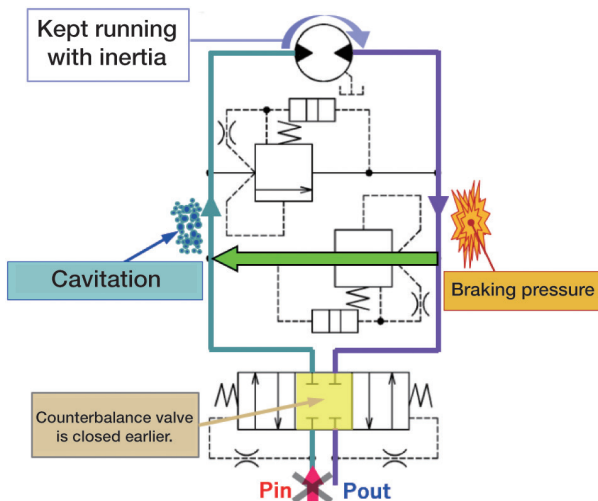 Kept running
with inertia
Cavitation
Braking pressure
Counterbalance valve
is closed earlier.
Pin
Pout